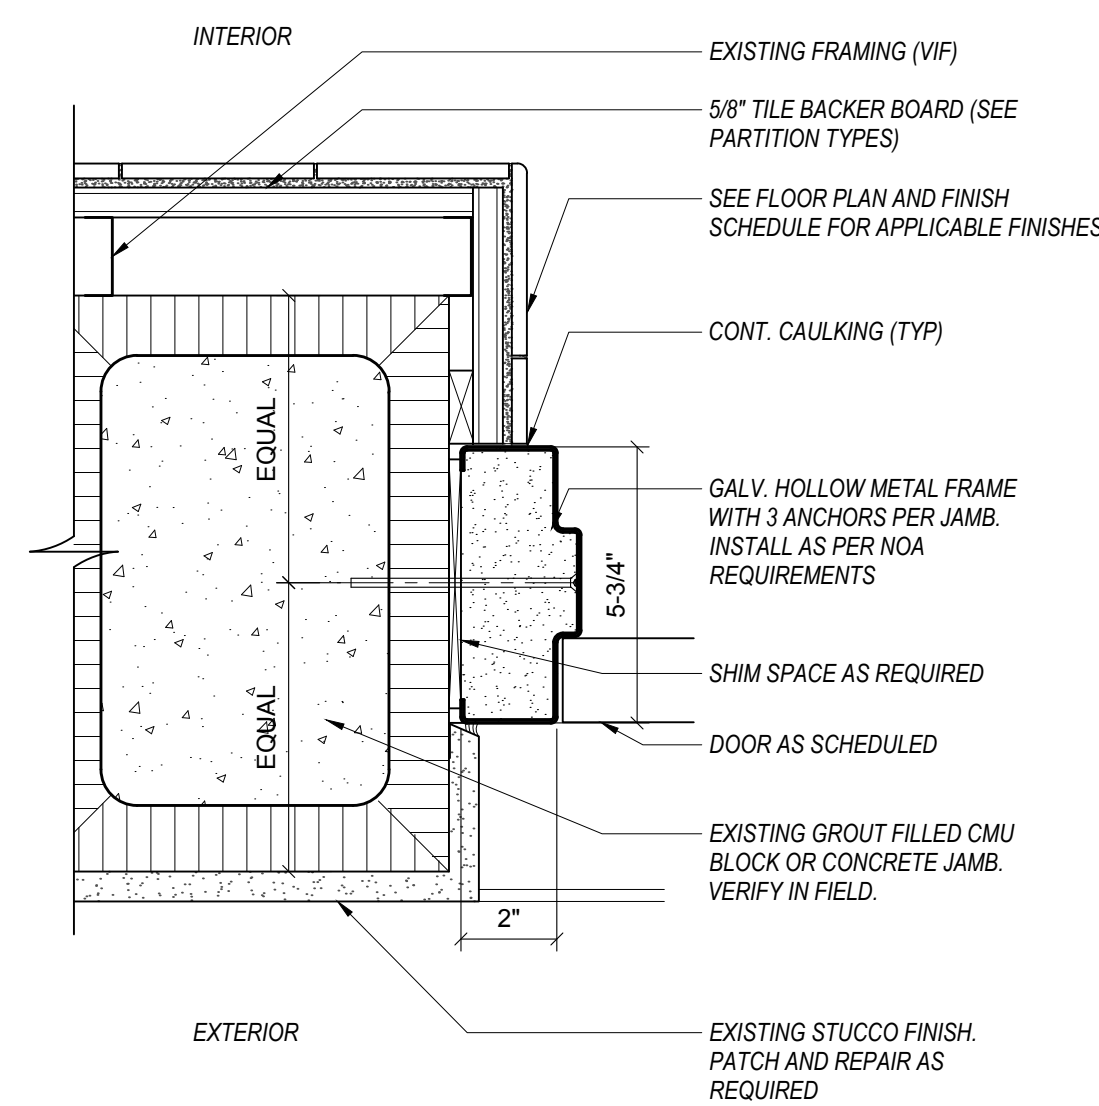 INTERIOR
EXISTING FRAMING (VIF)
5/8" TILE BACKER BOARD (SEE
PARTITION TYPES)
SEE FLOOR PLAN AND FINISH
SCHEDULE FOR APPLICABLE FINISHES
CONT. CAULKING (TYP)
EQUAL
GALV. HOLLOW METAL FRAME
WITH 3 ANCHORS PER JAMB.
INSTALL AS PER NOA
REQUIREMENTS
5-3/4"
SHIM SPACE AS REQUIRED
EQUAL
DOOR AS SCHEDULED
EXISTING GROUT FILLED CMU
BLOCK OR CONCRETE JAMB.
VERIFY IN FIELD.
2"
EXTERIOR
EXISTING STUCCO FINISH.
PATCH AND REPAIR AS
REQUIRED